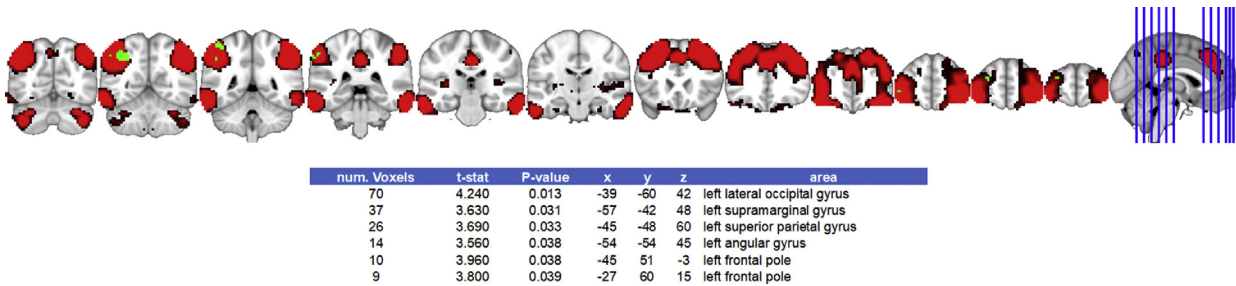 num. Voxels t-stat P-value x y z area
70 4.240 0.013 -39 -60 42 left lateral occipital gyrus
37 3.630 0.031 -57 -42 48 left supramarginal gyrus
26 3.690 0.033 -45 -48 60 left superior parietal gyrus
14 3.560 0.038 -54 -54 45 left angular gyrus
10 3.960 0.038 -45 51 -3 left frontal pole
9 3.800 0.039 -27 60 15 left frontal pole